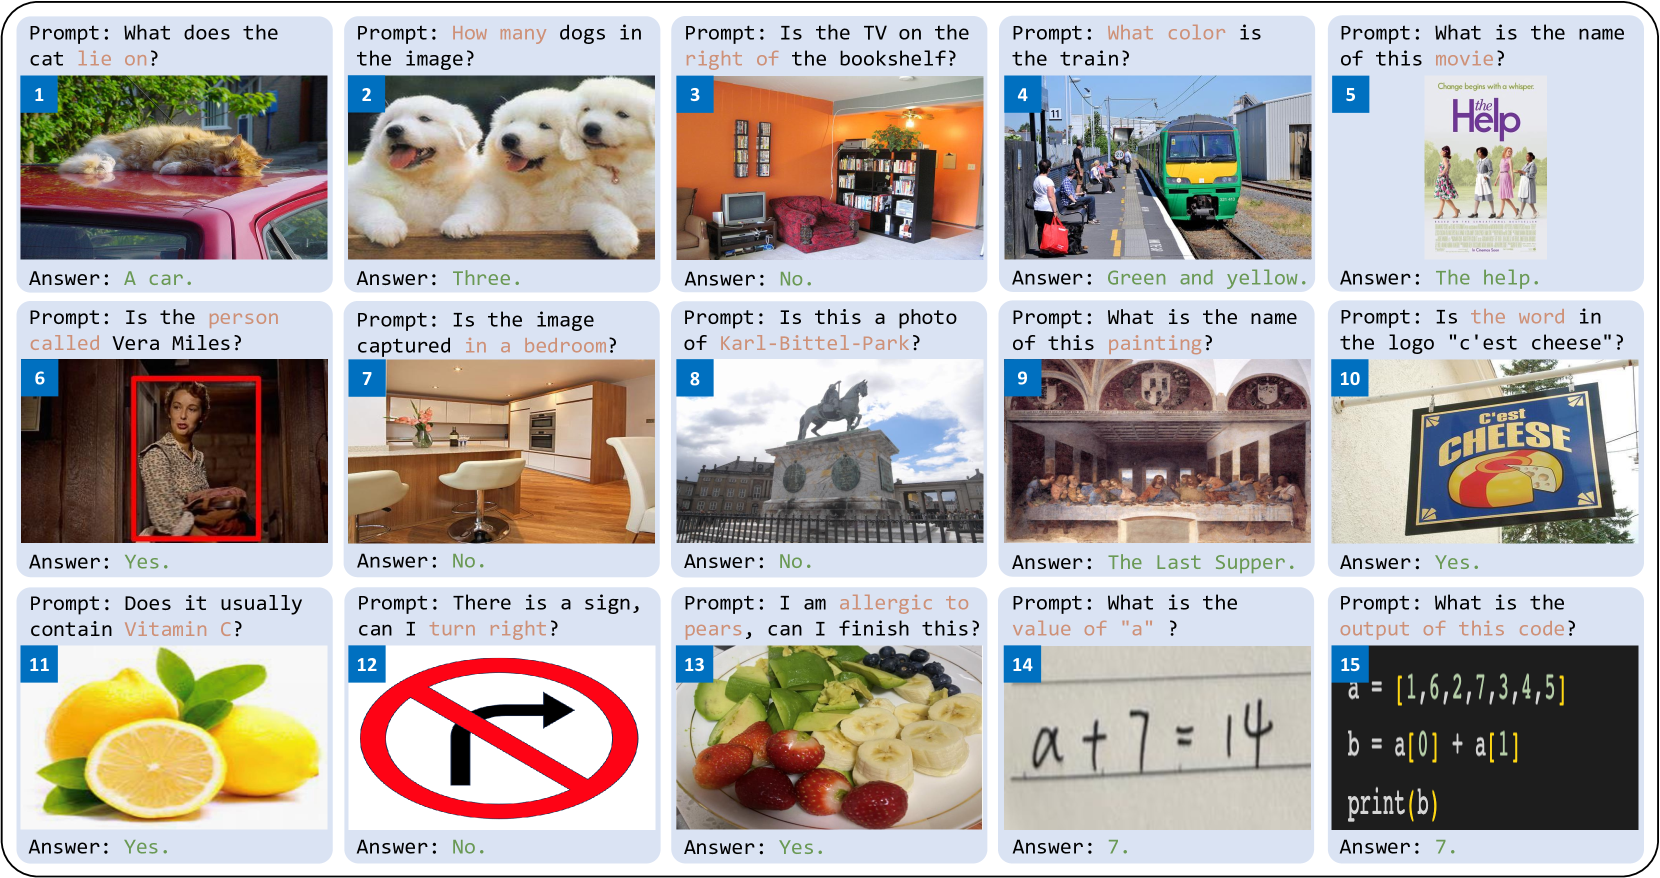 Prompt: What does the
cat lie on?
1
Answer: A car.
Prompt: How many dogs in
the image?
2
Answer: Three.
Prompt: Is the TV on the
right of the bookshelf?
3
Answer: No.
Prompt: What color is
the train?
4
11
Answer: Green and yellow.
Prompt: What is the name
of this movie?
5
Change begins with a whisper.
the
Help
Answer: The help.
Prompt: Is the person
called Vera Miles?
6
Answer: Yes.
Prompt: Is the image
captured in a bedroom?
7
Answer: No.
Prompt: Is this a photo
of Karl-Bittel-Park?
8
Answer: No.
Prompt: What is the name
of this painting?
9
Answer: The Last Supper.
Prompt: Is the word in
the logo "c'est cheese"?
10
C'est
CHEESE
Answer: Yes.
Prompt: Does it usually
contain Vitamin C?
11
Answer: Yes.
Prompt: There is a sign,
can I turn right?
12
Answer: No.
Prompt: I am allergic to
pears, can I finish this?
13
Answer: Yes.
Prompt: What is the
value of "a" ?
14
a + 7 = 14
Answer: 7.
Prompt: What is the
output of this code?
15
a = [1,6,2,7,3,4,5]
b = a[0] + a[1]
print(b)
Answer: 7.